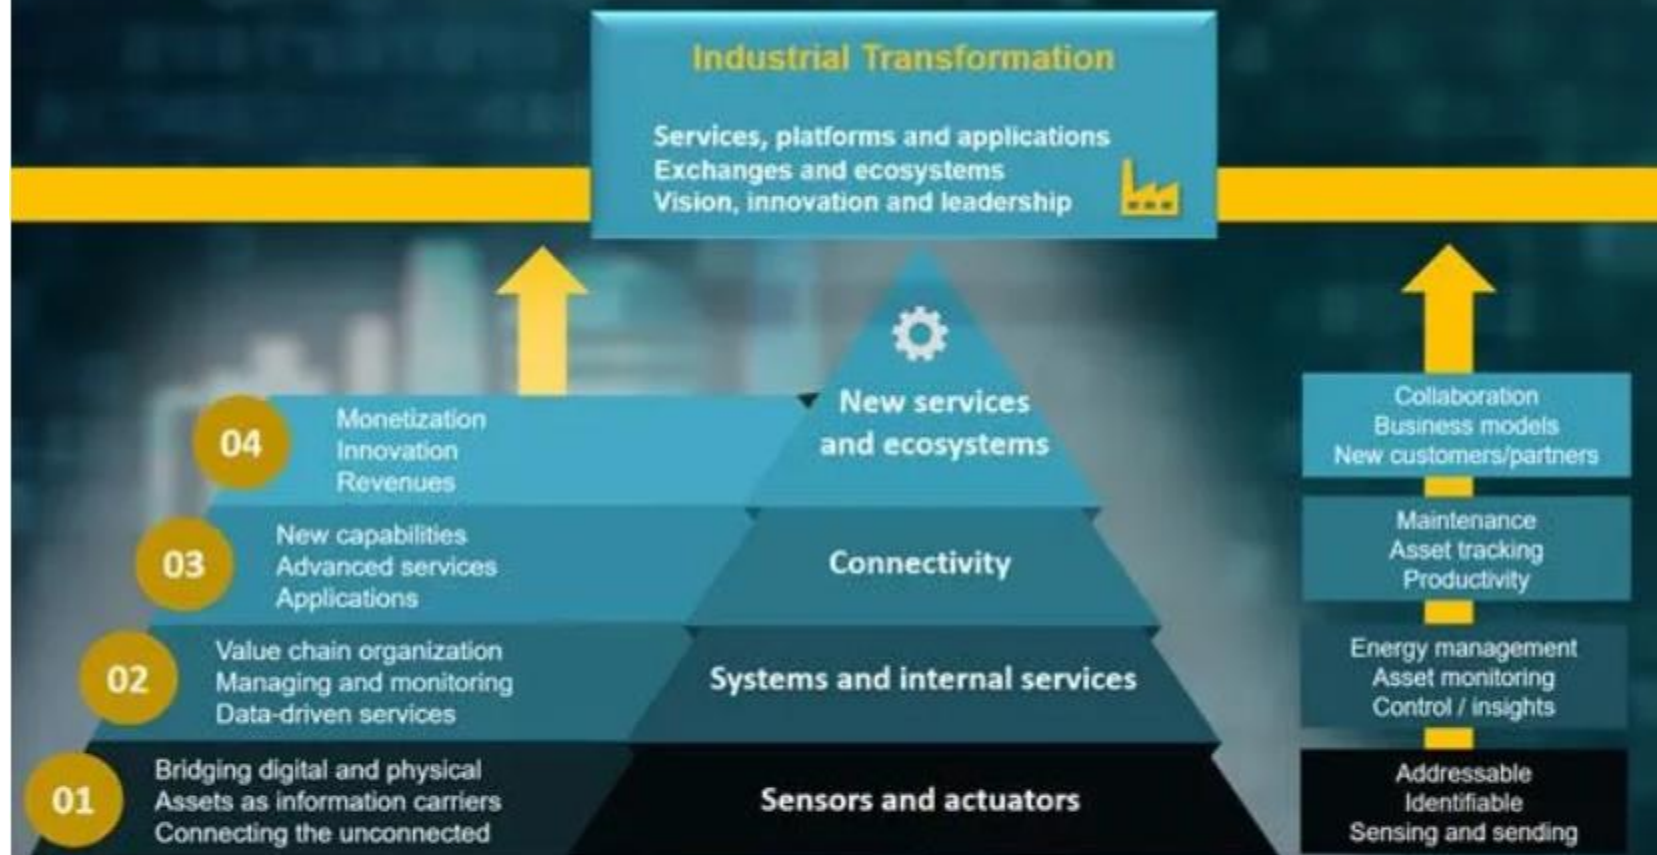 Industrial Transformation
Services, platforms and applications
Exchanges and ecosystems
Vision, innovation and leadership
04
Monetization
Innovation
Revenues
New services
and ecosystems
Collaboration
Business models
New customers/partners
03
New capabilities
Advanced services
Applications
Connectivity
Maintenance
Asset tracking
Productivity
02
Value chain organization
Managing and monitoring
Data-driven services
Systems and internal services
Energy management
Asset monitoring
Control / insights
01
Bridging digital and physical
Assets as information carriers
Connecting the unconnected
Sensors and actuators
Addressable
Identifiable
Sensing and sending